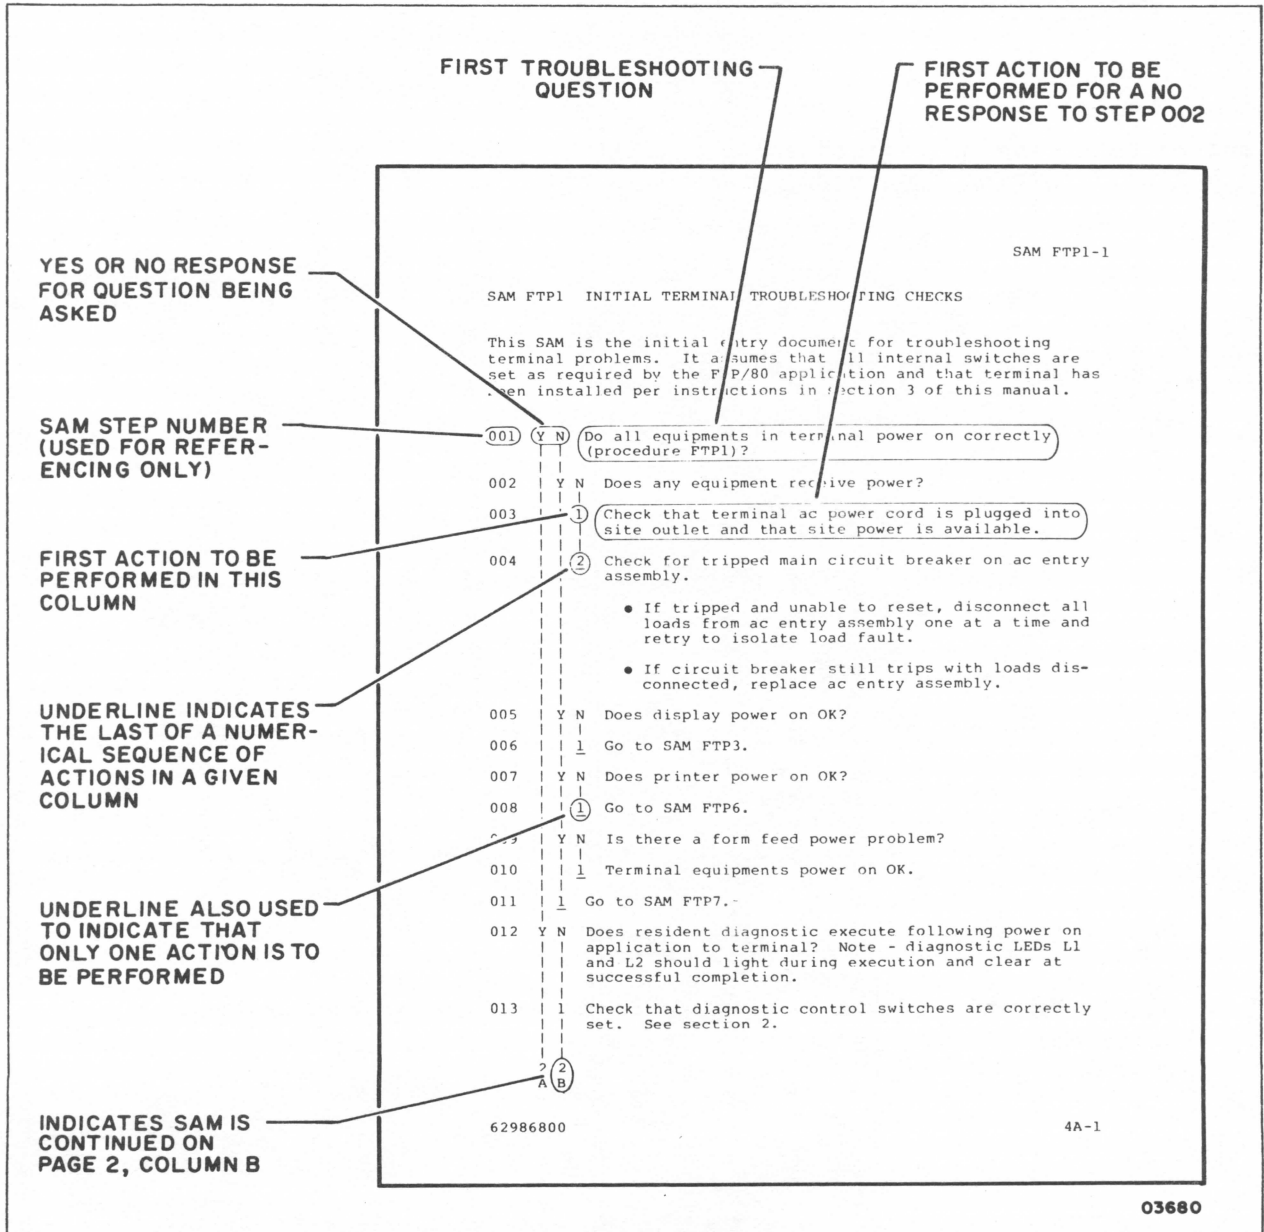 FIRST TROUBLESHOOTING
QUESTION
FIRST ACTION TO BE
PERFORMED FOR A NO
RESPONSE TO STEP 002
YES OR NO RESPONSE
FOR QUESTION BEING
ASKED
SAM STEP NUMBER
(USED FOR REFER-
ENCING ONLY)
FIRST ACTION TO BE
PERFORMED IN THIS
COLUMN
UNDERLINE INDICATES
THE LAST OF A NUMER-
ICAL SEQUENCE OF
ACTIONS IN A GIVEN
COLUMN
UNDERLINE ALSO USED
TO INDICATE THAT
ONLY ONE ACTION IS TO
BE PERFORMED
INDICATES SAM IS
CONTINUED ON
PAGE 2, COLUMN B
SAM FTP1-1
SAM FTP1 INITIAL TERMINAL TROUBLESHOOTING CHECKS
This SAM is the initial entry document for troubleshooting
terminal problems. It assumes that all internal switches are
set as required by the FTP/80 application and that terminal has
been installed per instructions in section 3 of this manual.
001 Y N Do all equipments in terminal power on correctly
(procedure FTP1)?
002 Y N Does any equipment receive power?
003 1 Check that terminal ac power cord is plugged into
site outlet and that site power is available.
004 2 Check for tripped main circuit breaker on ac entry
assembly.
• If tripped and unable to reset, disconnect all
loads from ac entry assembly one at a time and
retry to isolate load fault.
• If circuit breaker still trips with loads dis-
connected, replace ac entry assembly.
005 Y N Does display power on OK?
006 1 Go to SAM FTP3.
007 Y N Does printer power on OK?
008 1 Go to SAM FTP6.
009 Y N Is there a form feed power problem?
010 1 Terminal equipments power on OK.
011 1 Go to SAM FTP7.
012 Y N Does resident diagnostic execute following power on
application to terminal? Note - diagnostic LEDs L1
and L2 should light during execution and clear at
successful completion.
013 1 Check that diagnostic control switches are correctly
set. See section 2.
2 2
A B
62986800 4A-1
03680